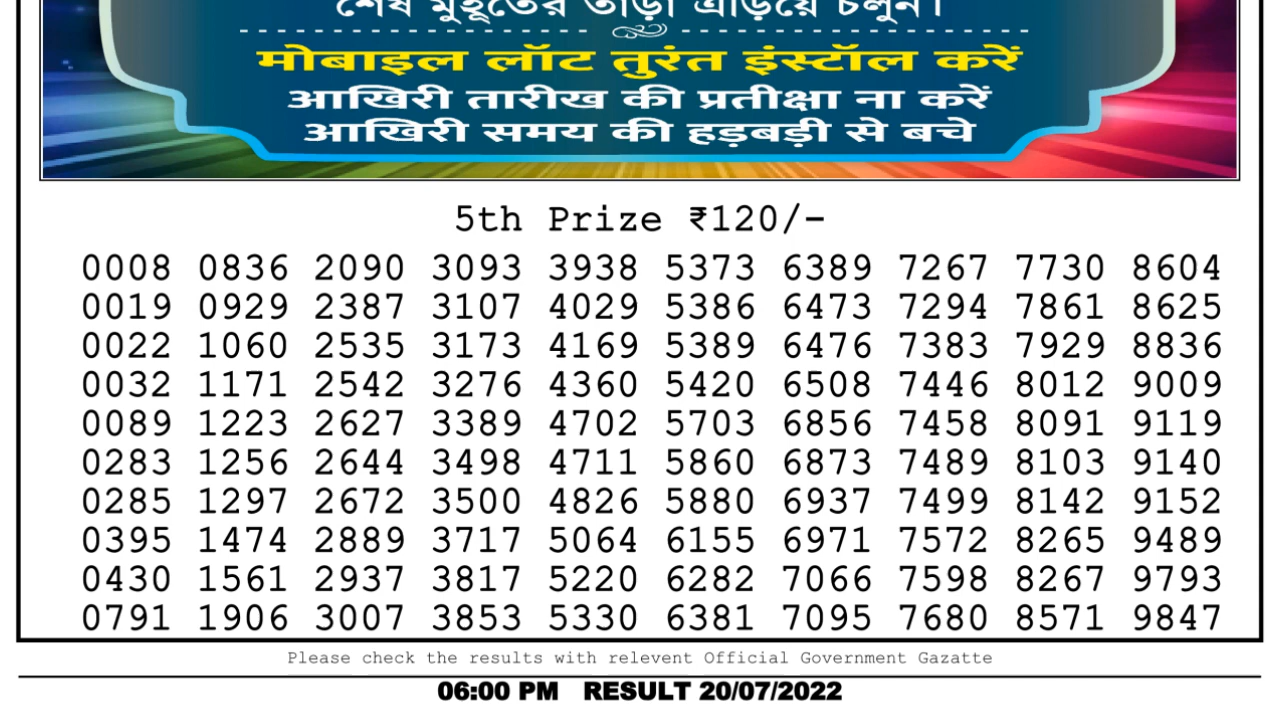 শেষ মুহূর্তের তাড়া এড়িয়ে চলুন।
मोबाइल लॉट तुरंत इंस्टॉल करें
आखिरी तारीख की प्रतीक्षा ना करें
आखिरी समय की हड़बड़ी से बचे
5th Prize ₹120/-
0008 0836 2090 3093 3938 5373 6389 7267 7730 8604
0019 0929 2387 3107 4029 5386 6473 7294 7861 8625
0022 1060 2535 3173 4169 5389 6476 7383 7929 8836
0032 1171 2542 3276 4360 5420 6508 7446 8012 9009
0089 1223 2627 3389 4702 5703 6856 7458 8091 9119
0283 1256 2644 3498 4711 5860 6873 7489 8103 9140
0285 1297 2672 3500 4826 5880 6937 7499 8142 9152
0395 1474 2889 3717 5064 6155 6971 7572 8265 9489
0430 1561 2937 3817 5220 6282 7066 7598 8267 9793
0791 1906 3007 3853 5330 6381 7095 7680 8571 9847
Please check the results with relevent Official Government Gazatte
06:00 PM RESULT 20/07/2022